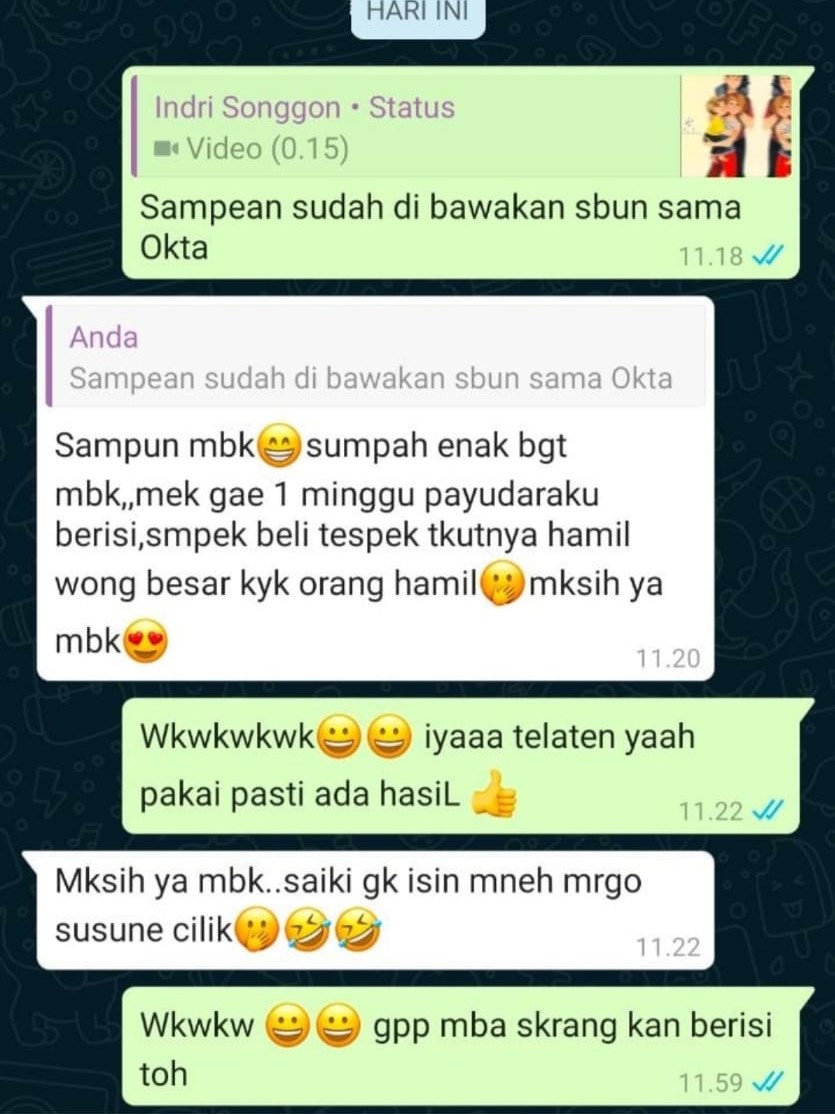 HARI INI
Indri Songgon • Status
Video (0.15)
Sampean sudah di bawakan sbun sama
Okta
11.18
Anda
Sampean sudah di bawakan sbun sama Okta
Sampun mbk😁sumpah enak bgt
mbk,,mek gae 1 minggu payudaraku
berisi,smpek beli tespek tkutnya hamil
wong besar kyk orang hamil🤭mksih ya
mbk😍
11.20
Wkwkwkwk😀😀 iyaaa telaten yaah
pakai pasti ada hasiL 👍
11.22
Mksih ya mbk..saiki gk isin mneh mrgo
susune cilik🤭🤣🤣
11.22
Wkwkw 😀😀 gpp mba skrang kan berisi
toh
11.59